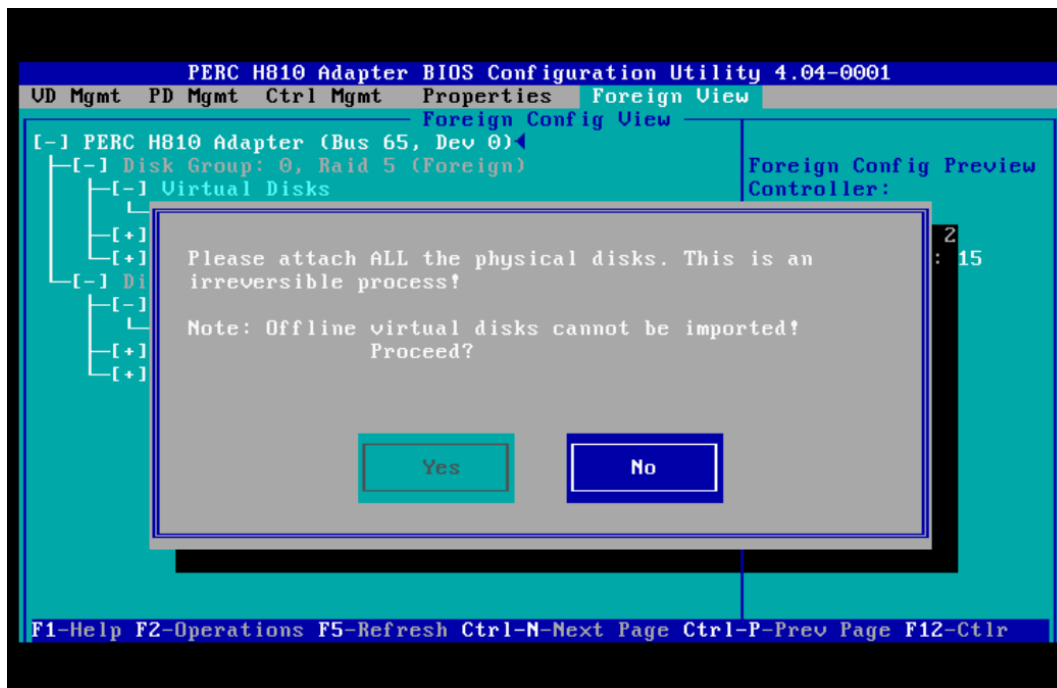 PERC H810 Adapter BIOS Configuration Utility 4.04-0001
VD Mgmt PD Mgmt Ctrl Mgmt Properties Foreign View
Foreign Config View
[-] PERC H810 Adapter (Bus 65, Dev 0)
[-] Disk Group: 0, Raid 5 (Foreign)
Foreign Config Preview
[-] Virtual Disks
Controller:
[+]
2
[+]
: 15
[-] Di
[-]
[+]
[+]
Please attach ALL the physical disks. This is an
irreversible process!
Note: Offline virtual disks cannot be imported!
Proceed?
Yes
No
F1-Help F2-Operations F5-Refresh Ctrl-N-Next Page Ctrl-P-Prev Page F12-Ctlr